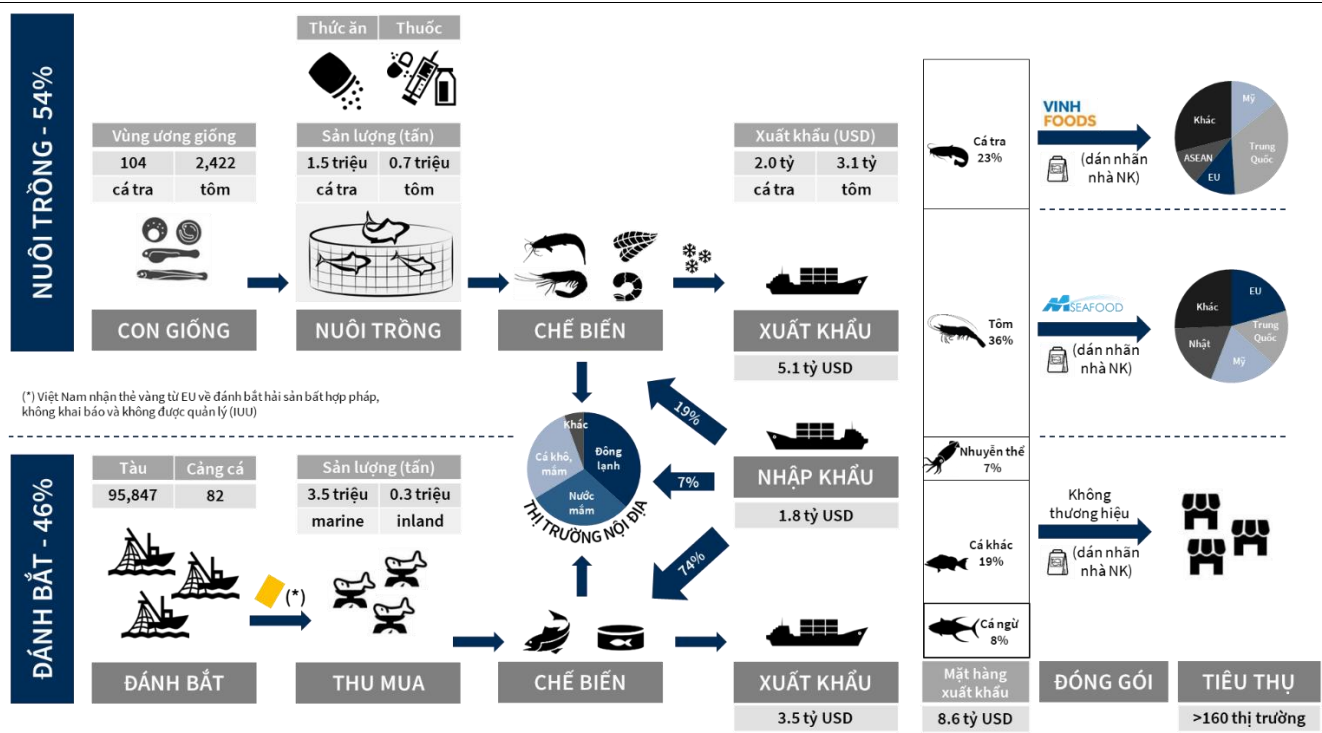 NUÔI TRỒNG - 54%
Thức ăn
Thuốc
Vùng ương giống
104
2,422
cá tra
tôm
Sản lượng (tấn)
1.5 triệu
0.7 triệu
cá tra
tôm
Xuất khẩu (USD)
2.0 tỷ
3.1 tỷ
cá tra
tôm
CON GIỐNG
NUÔI TRỒNG
CHẾ BIẾN
XUẤT KHẨU
5.1 tỷ USD
(*) Việt Nam nhận thẻ vàng từ EU về đánh bắt hải sản bất hợp pháp,
không khai báo và không được quản lý (IUU)
ĐÁNH BẮT - 46%
Tàu
Cảng cá
95,847
82
Sản lượng (tấn)
3.5 triệu
0.3 triệu
marine
inland
(*)
Khác
Cá khô,
mắm
Đông
lạnh
Nước
mắm
THỊ TRƯỜNG NỘI ĐỊA
19%
7%
74%
NHẬP KHẨU
1.8 tỷ USD
ĐÁNH BẮT
THU MUA
CHẾ BIẾN
XUẤT KHẨU
3.5 tỷ USD
Cá tra
23%
Tôm
36%
Nhuyễn thể
7%
Cá khác
19%
Cá ngừ
8%
Mặt hàng
xuất khẩu
8.6 tỷ USD
VINH
FOODS
(dán nhãn
nhà NK)
SEAFOOD
(dán nhãn
nhà NK)
Không
thương hiệu
(dán nhãn
nhà NK)
ĐÓNG GÓI
Mỹ
Trung
Quốc
EU
ASEAN
Khác
EU
Trung
Quốc
Mỹ
Nhật
Khác
TIÊU THỤ
>160 thị trường